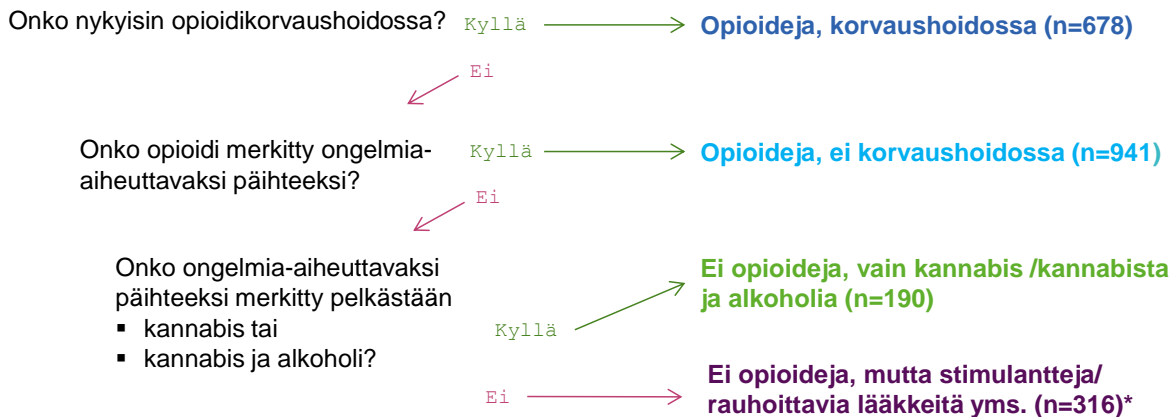 Onko nykyisin opioidikorvaushoidossa? Kyllä Opioideja, korvaushoidossa (n=678)
Ei
Onko opioidi merkitty ongelmia- Kyllä Opioideja, ei korvaushoidossa (n=941)
aiheuttavaksi päihteeksi?
Ei
Onko ongelmia-aiheuttavaksi
päihteeksi merkitty pelkästään
▪ kannabis tai
▪ kannabis ja alkoholi?
Kyllä
Ei opioideja, vain kannabis /kannabista
ja alkoholia (n=190)
Ei
Ei opioideja, mutta stimulantteja/
rauhoittavia lääkkeitä yms. (n=316)*